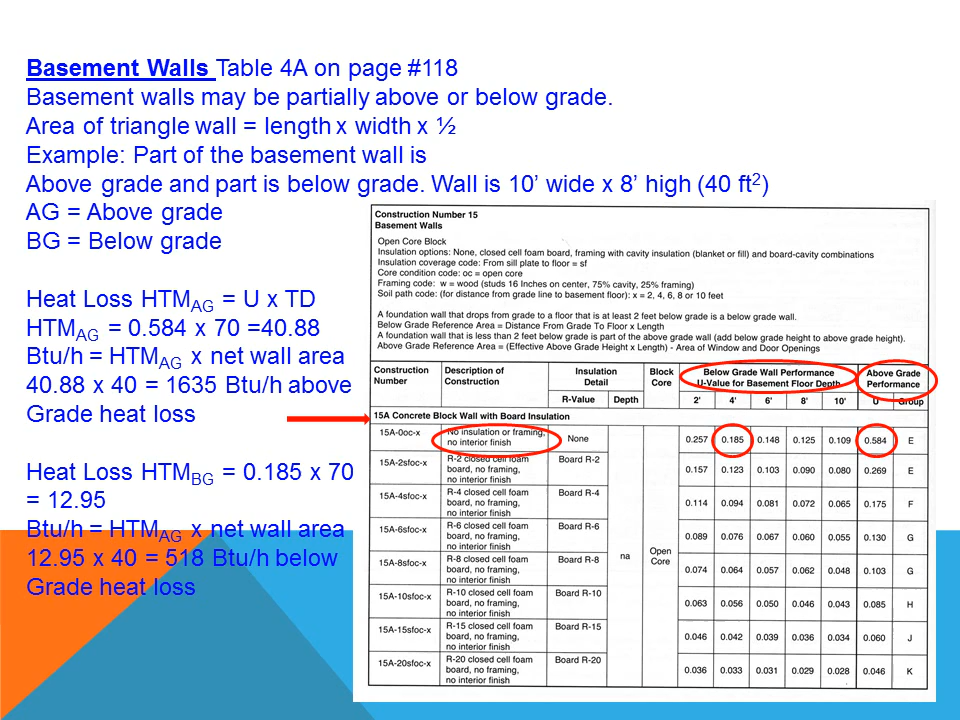 Basement Walls Table 4A on page #118
Basement walls may be partially above or below grade.
Area of triangle wall = length x width x ½
Example: Part of the basement wall is
Above grade and part is below grade. Wall is 10’ wide x 8’ high (40 ft²)
AG = Above grade
BG = Below grade
Heat Loss HTM_AG = U x TD
HTM_AG = 0.584 x 70 =40.88
Btu/h = HTM_AG x net wall area
40.88 x 40 = 1635 Btu/h above
Grade heat loss
Heat Loss HTM_BG = 0.185 x 70
= 12.95
Btu/h = HTM_AG x net wall area
12.95 x 40 = 518 Btu/h below
Grade heat loss
Construction Number 15
Basement Walls
Open Core Block
Insulation options: None, closed cell foam board, framing with cavity insulation (blanket or fill) and board-cavity combinations
Insulation coverage code: From sill plate to floor = sf
Core condition code: oc = open core
Framing code: w = wood (studs 16 Inches on center, 75% cavity, 25% framing)
Soil path code: (for distance from grade line to basement floor): x = 2, 4, 6, 8 or 10 feet
A foundation wall that drops from grade to a floor that is at least 2 feet below grade is a below grade wall.
Below Grade Reference Area = Distance From Grade To Floor x Length
A foundation wall that is less than 2 feet below grade is part of the above grade wall (add below grade height to above grade height).
Above Grade Reference Area = (Effective Above Grade Height x Length) - Area of Window and Door Openings
Construction Number Description of Construction Insulation Detail Block Core Below Grade Wall Performance U-Value for Basement Floor Depth Above Grade Performance
R-Value Depth 2' 4' 6' 8' 10' U Group
15A Concrete Block Wall with Board Insulation
15A-0oc-x No insulation or framing, no interior finish None 0.257 0.185 0.148 0.125 0.109 0.584 E
15A-2sfoc-x R-2 closed cell foam board, no framing, no interior finish Board R-2 0.157 0.123 0.103 0.090 0.080 0.269 E
15A-4sfoc-x R-4 closed cell foam board, no framing, no interior finish Board R-4 0.114 0.094 0.081 0.072 0.065 0.175 F
15A-6sfoc-x R-6 closed cell foam board, no framing, no interior finish Board R-6 0.089 0.076 0.067 0.060 0.055 0.130 G
na Open Core
15A-8sfoc-x R-8 closed cell foam board, no framing, no interior finish Board R-8 0.074 0.064 0.057 0.062 0.048 0.103 G
15A-10sfoc-x R-10 closed cell foam board, no framing, no interior finish Board R-10 0.063 0.056 0.050 0.046 0.043 0.085 H
15A-15sfoc-x R-15 closed cell foam board, no framing, no interior finish Board R-15 0.046 0.042 0.039 0.036 0.034 0.060 J
15A-20sfoc-x R-20 closed cell foam board, no framing, no interior finish Board R-20 0.036 0.033 0.031 0.029 0.028 0.046 K